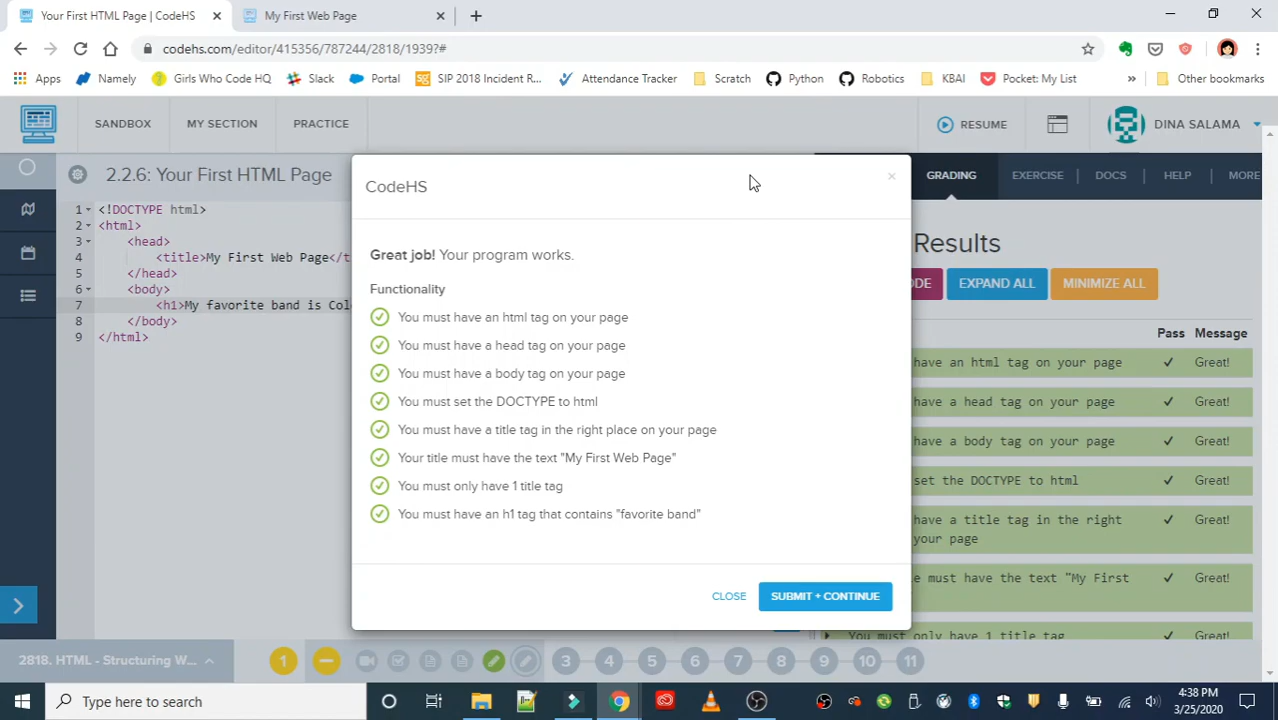 Your First HTML Page | CodeHS
My First Web Page
codehs.com/editor/415356/787244/2818/1939?#
Apps Namely Girls Who Code HQ Slack Portal SIP 2018 Incident R... Attendance Tracker Scratch Python Robotics KBAI Pocket: My List » Other bookmarks
SANDBOX MY SECTION PRACTICE RESUME DINA SALAMA
2.2.6: Your First HTML Page
GRADING EXERCISE DOCS HELP MORE
1 <!DOCTYPE html>
2 <html>
3 <head>
4 <title>My First Web Page</t
5 </head>
6 <body>
7 <h1>My favorite band is Col
8 </body>
9 </html>
CodeHS
Great job! Your program works.
Functionality
You must have an html tag on your page
You must have a head tag on your page
You must have a body tag on your page
You must set the DOCTYPE to html
You must have a title tag in the right place on your page
Your title must have the text "My First Web Page"
You must only have 1 title tag
You must have an h1 tag that contains "favorite band"
CLOSE SUBMIT + CONTINUE
Results
DE EXPAND ALL MINIMIZE ALL
Pass Message
have an html tag on your page Great!
have a head tag on your page Great!
have a body tag on your page Great!
set the DOCTYPE to html Great!
have a title tag in the right Great!
your page
le must have the text "My First Great!
You must only have 1 title tag Great!
2818. HTML - Structuring W... 1 3 4 5 6 7 8 9 10 11
Type here to search
4:38 PM
3/25/2020